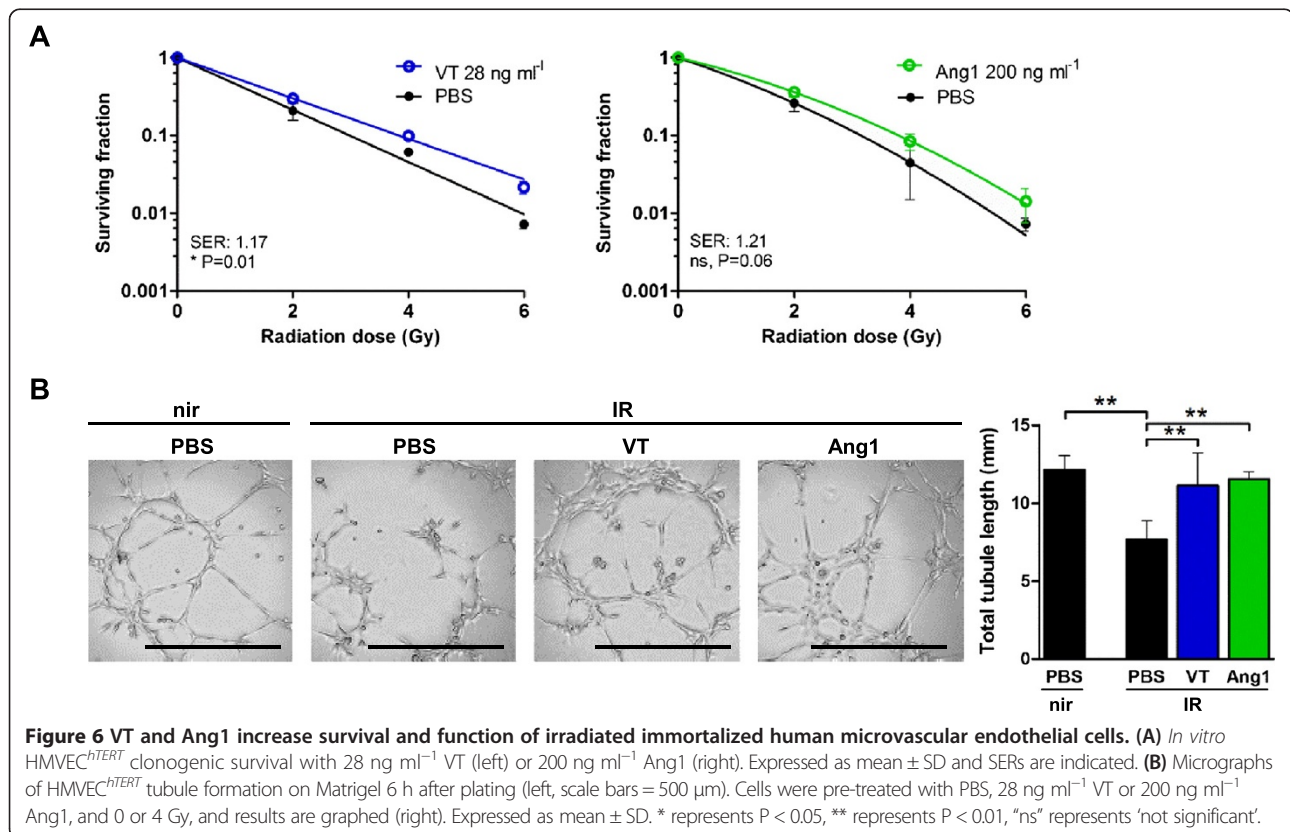 A
1
0.1
0.01
0.001
Surviving fraction
VT 28 ng ml⁻¹
PBS
SER: 1.17
* P=0.01
0 2 4 6
Radiation dose (Gy)
1
0.1
0.01
0.001
Surviving fraction
Ang1 200 ng ml⁻¹
PBS
SER: 1.21
ns, P=0.06
0 2 4 6
Radiation dose (Gy)
B
nir IR
PBS PBS VT Ang1
** ** **
15
10
5
0
Total tubule length (mm)
PBS PBS VT Ang1
nir IR
Figure 6 VT and Ang1 increase survival and function of irradiated immortalized human microvascular endothelial cells. (A) In vitro
HMVEC^hTERT clonogenic survival with 28 ng ml⁻¹ VT (left) or 200 ng ml⁻¹ Ang1 (right). Expressed as mean ± SD and SERs are indicated. (B) Micrographs
of HMVEC^hTERT tubule formation on Matrigel 6 h after plating (left, scale bars = 500 μm). Cells were pre-treated with PBS, 28 ng ml⁻¹ VT or 200 ng ml⁻¹
Ang1, and 0 or 4 Gy, and results are graphed (right). Expressed as mean ± SD. * represents P < 0.05, ** represents P < 0.01, “ns” represents ‘not significant’.